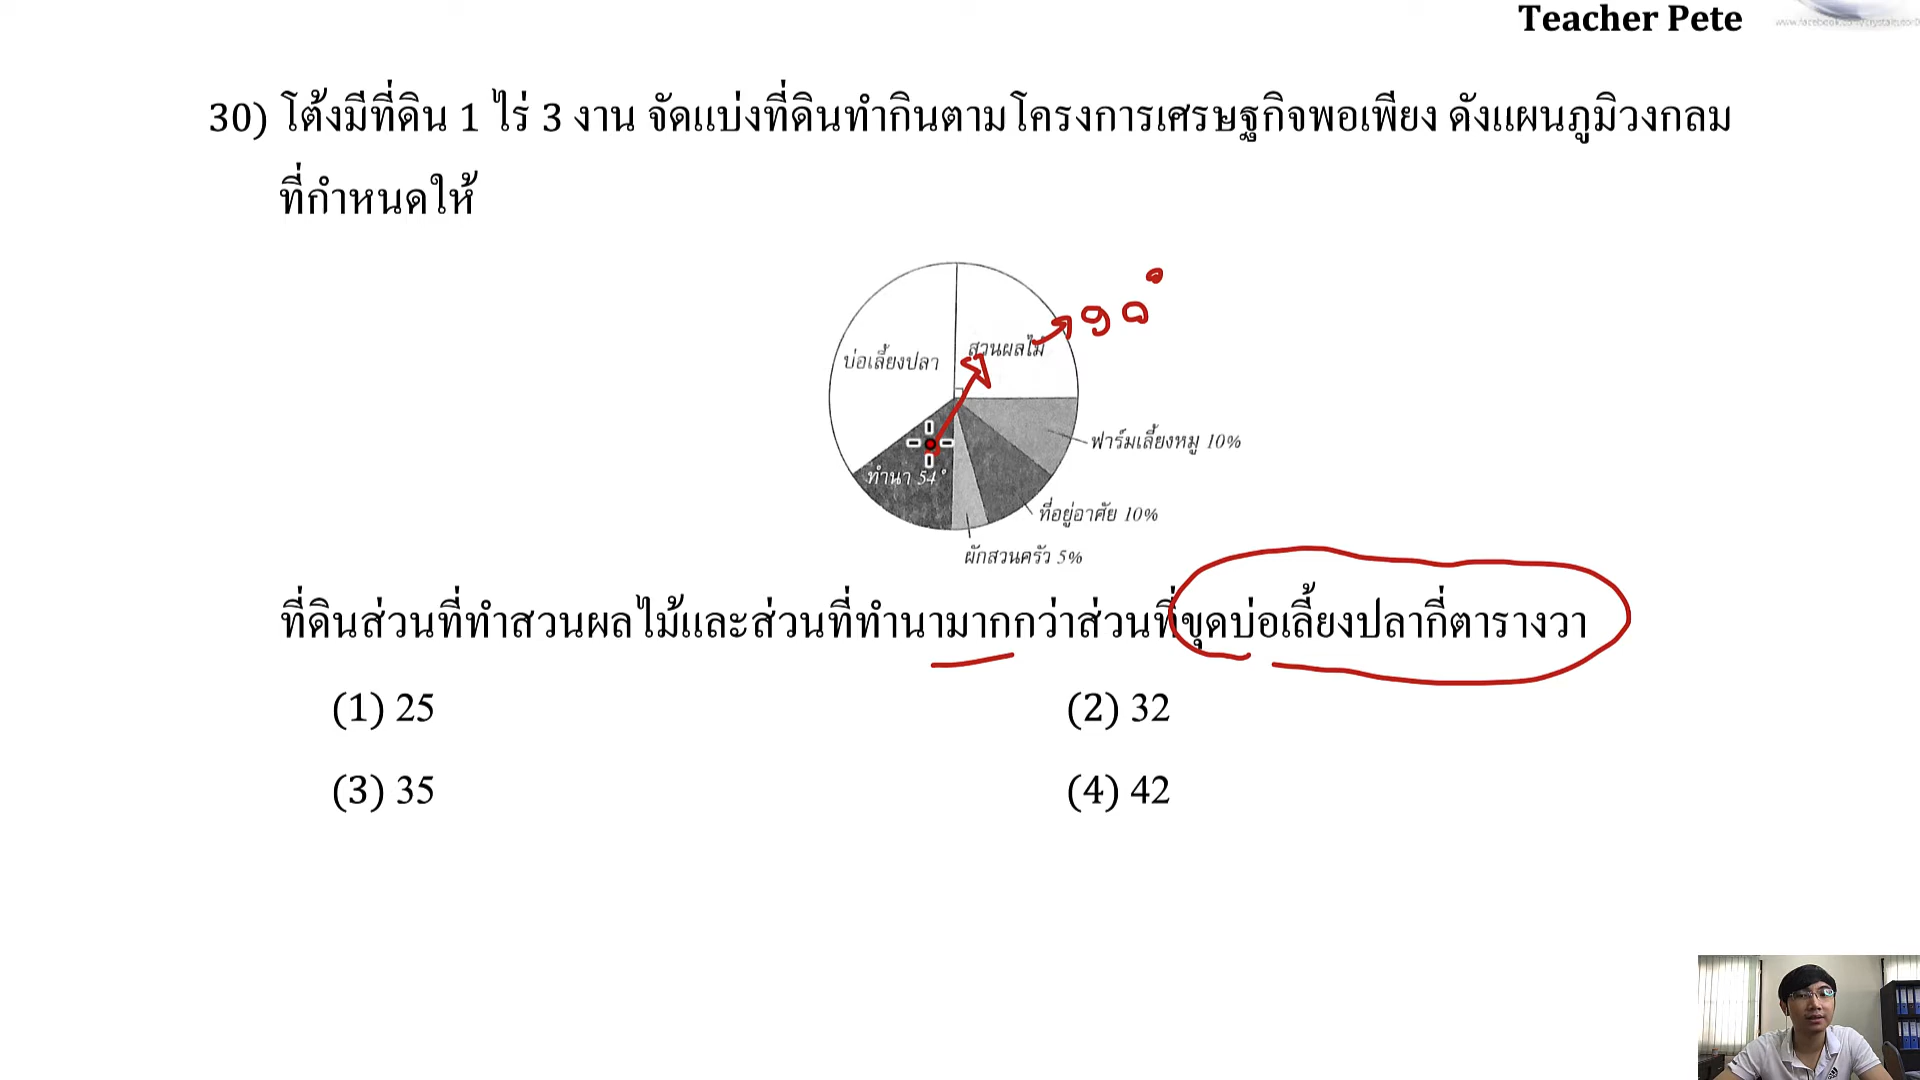 Teacher Pete
30) โต้งมีที่ดิน 1 ไร่ 3 งาน จัดแบ่งที่ดินทำกินตามโครงการเศรษฐกิจพอเพียง ดังแผนภูมิวงกลม
ที่กำหนดให้
90°
สวนผลไม้
บ่อเลี้ยงปลา
ฟาร์มเลี้ยงหมู 10%
ทำนา 54°
ที่อยู่อาศัย 10%
ผักสวนครัว 5%
ที่ดินส่วนที่ทำสวนผลไม้และส่วนที่ทำนามากกว่าส่วนที่ขุดบ่อเลี้ยงปลากี่ตารางวา
(1) 25
(2) 32
(3) 35
(4) 42